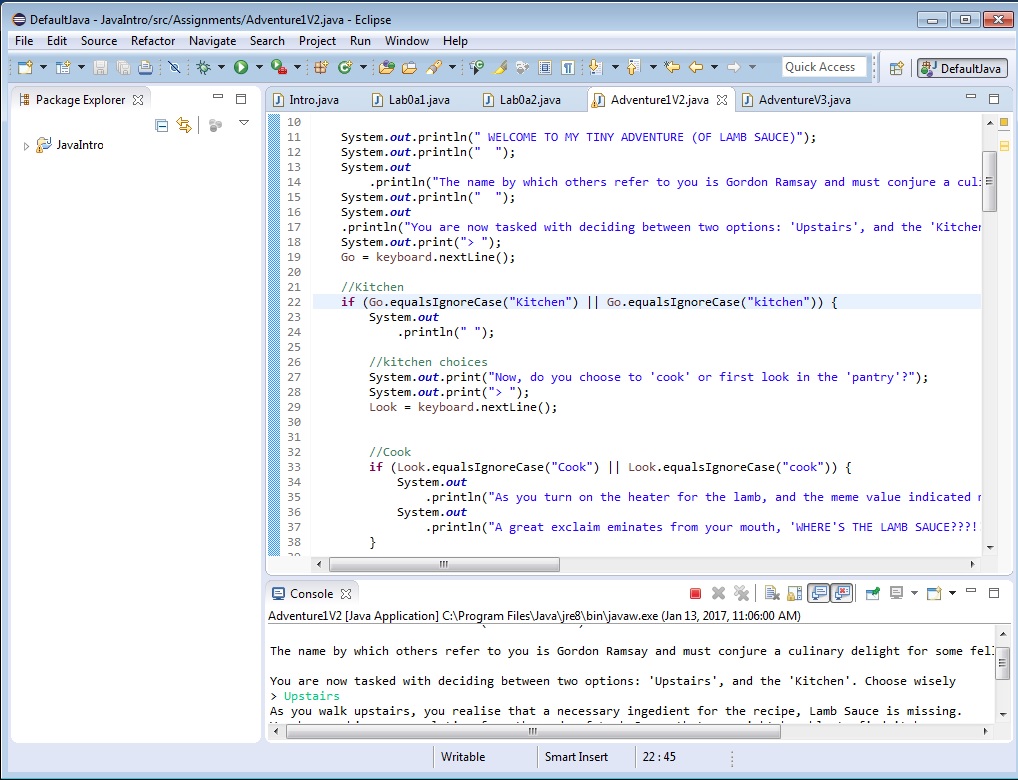 DefaultJava - JavaIntro/src/Assignments/Adventure1V2.java - Eclipse
File Edit Source Refactor Navigate Search Project Run Window Help
Quick Access DefaultJava
Package Explorer
JavaIntro
Intro.java Lab0a1.java Lab0a2.java Adventure1V2.java AdventureV3.java
10
11 System.out.println(" WELCOME TO MY TINY ADVENTURE (OF LAMB SAUCE)");
12 System.out.println("  ");
13 System.out
14 .println("The name by which others refer to you is Gordon Ramsay and must conjure a culi
15 System.out.println("  ");
16 System.out
17 .println("You are now tasked with deciding between two options: 'Upstairs', and the 'Kitchen
18 System.out.print("> ");
19 Go = keyboard.nextLine();
20
21 //Kitchen
22 if (Go.equalsIgnoreCase("Kitchen") || Go.equalsIgnoreCase("kitchen")) {
23 System.out
24 .println(" ");
25
26 //kitchen choices
27 System.out.print("Now, do you choose to 'cook' or first look in the 'pantry'?");
28 System.out.print("> ");
29 Look = keyboard.nextLine();
30
31
32 //Cook
33 if (Look.equalsIgnoreCase("Cook") || Look.equalsIgnoreCase("cook")) {
34 System.out
35 .println("As you turn on the heater for the lamb, and the meme value indicated
36 System.out
37 .println("A great exclaim eminates from your mouth, 'WHERE'S THE LAMB SAUCE???!
38 }
Console
Adventure1V2 [Java Application] C:\Program Files\Java\jre8\bin\javaw.exe (Jan 13, 2017, 11:06:00 AM)
The name by which others refer to you is Gordon Ramsay and must conjure a culinary delight for some fell
You are now tasked with deciding between two options: 'Upstairs', and the 'Kitchen'. Choose wisely
> Upstairs
As you walk upstairs, you realise that a necessary ingedient for the recipe, Lamb Sauce is missing.
Writable Smart Insert 22 : 45